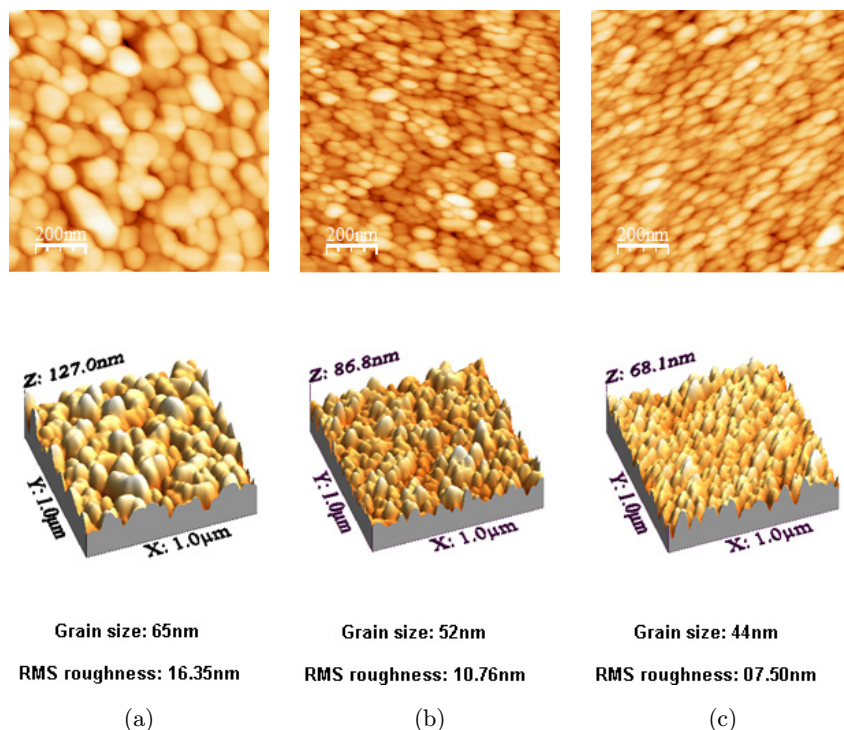 200nm
200nm
200nm
Z: 127.0nm
Y: 1.0µm
X: 1.0µm
Z: 86.8nm
Y: 1.0µm
X: 1.0µm
Z: 68.1nm
Y: 1.0µm
X: 1.0µm
Grain size: 65nm
Grain size: 52nm
Grain size: 44nm
RMS roughness: 16.35nm
RMS roughness: 10.76nm
RMS roughness: 07.50nm
(a)
(b)
(c)